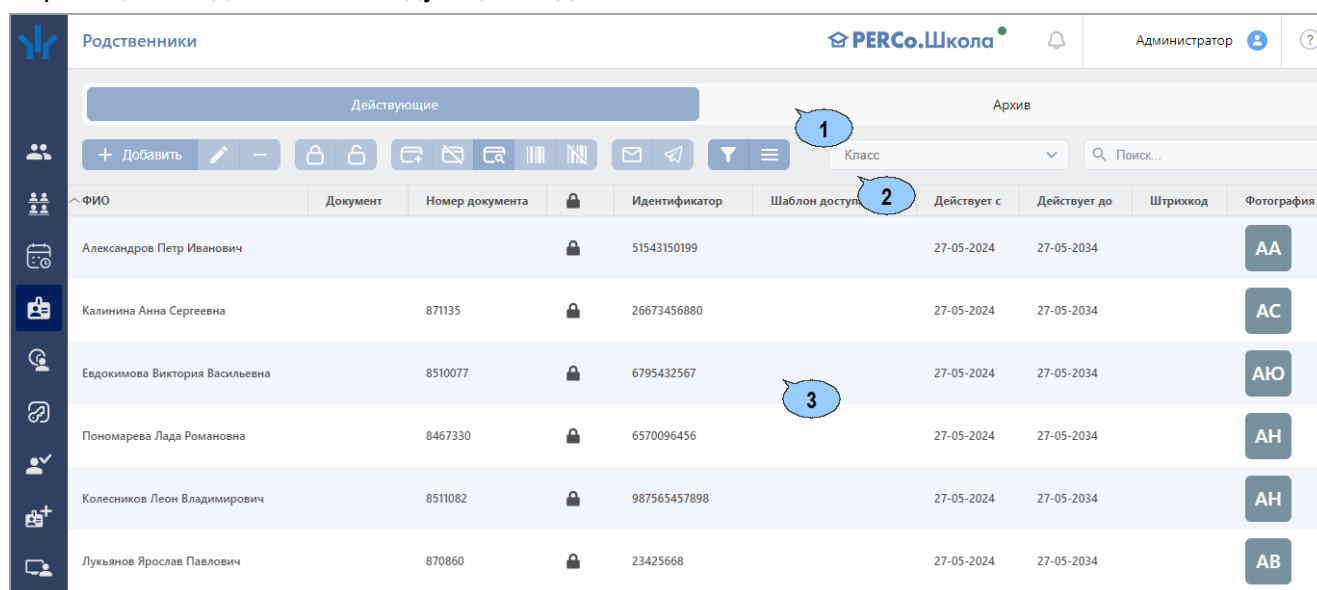 Родственники PERCo.Школа Администратор ?
Действующие Архив
1
+ Добавить Класс Поиск...
2
ФИО Документ Номер документа Идентификатор Шаблон доступ Действует с Действует до Штрихкод Фотография
Александров Петр Иванович 51543150199 27-05-2024 27-05-2034 АА
Калинина Анна Сергеевна 871135 26673456880 27-05-2024 27-05-2034 АС
Евдокимова Виктория Васильевна 8510077 6795432567 27-05-2024 27-05-2034 АЮ
3
Пономарева Лада Романовна 8467330 6570096456 27-05-2024 27-05-2034 АН
Колесников Леон Владимирович 8511082 987565457898 27-05-2024 27-05-2034 АН
Лукьянов Ярослав Павлович 870860 23425668 27-05-2024 27-05-2034 АВ